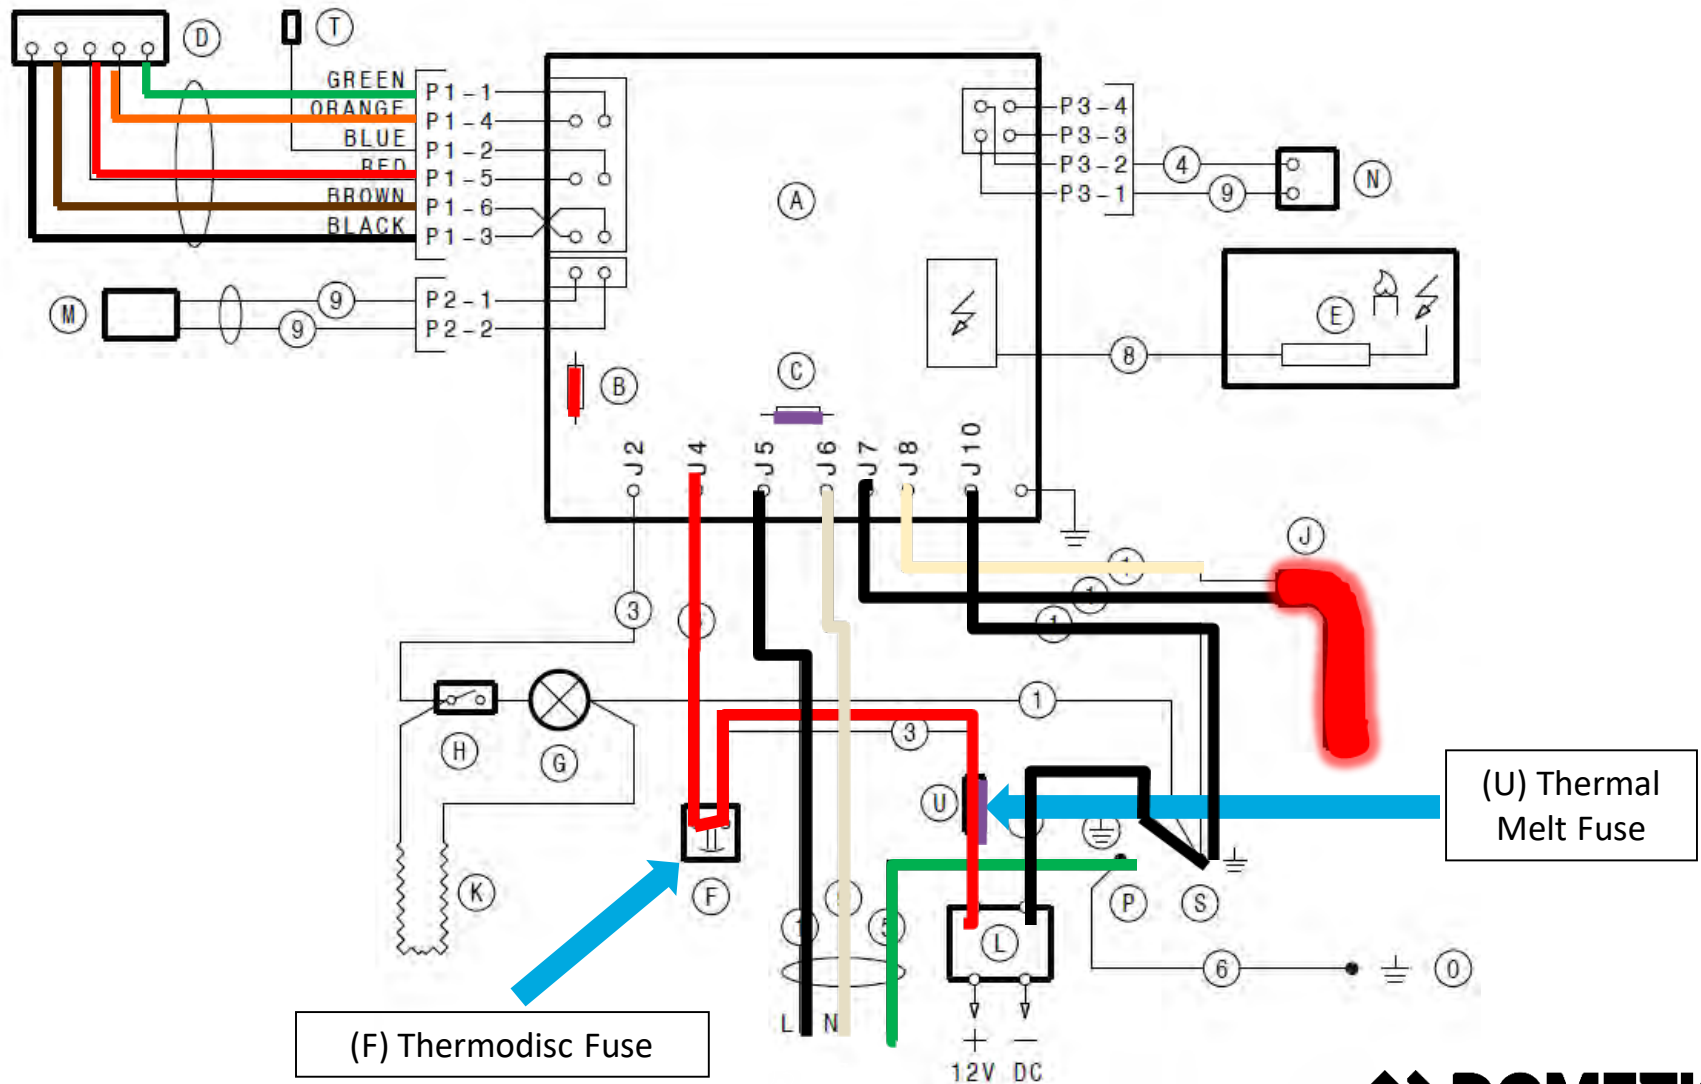 D
T
GREEN
P1-1
ORANGE
P1-4
BLUE
P1-2
RED
P1-5
BROWN
P1-6
BLACK
P1-3
P3-4
P3-3
P3-2
4
P3-1
9
N
A
M
9
9
P2-1
P2-2
E
8
B
C
J2
J4
J5
J6
J7
J8
J10
J
1
1
1
3
H
G
1
3
U
(U) Thermal
Melt Fuse
K
F
P
S
1
5
L
6
O
L
N
+
−
12V DC
(F) Thermodisc Fuse